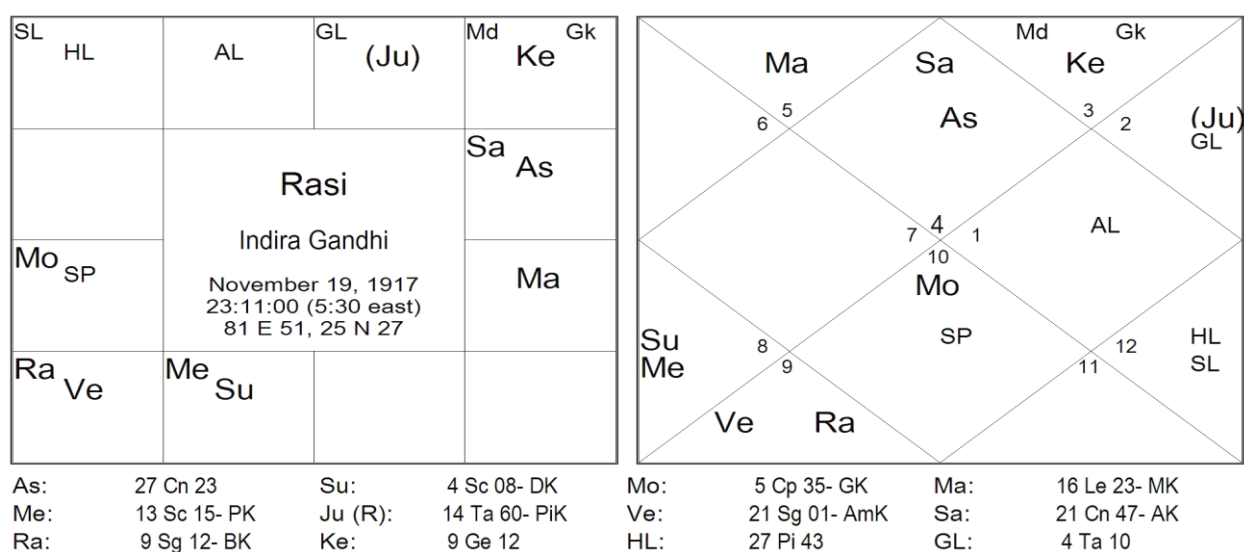 SL
HL
AL
GL
(Ju)
Md Gk
Ke
Sa
As
Mo
SP
Ma
Rasi
Indira Gandhi
November 19, 1917
23:11:00 (5:30 east)
81 E 51, 25 N 27
Ra
Ve
Me
Su
Ma
Sa
As
Md Gk
Ke
(Ju)
GL
5
6
3
2
4
7
1
10
AL
Mo
SP
Su
Me
8
9
12
11
HL
SL
Ve Ra
As: 27 Cn 23 Su: 4 Sc 08- DK Mo: 5 Cp 35- GK Ma: 16 Le 23- MK
Me: 13 Sc 15- PK Ju (R): 14 Ta 60- PiK Ve: 21 Sg 01- AmK Sa: 21 Cn 47- AK
Ra: 9 Sg 12- BK Ke: 9 Ge 12 HL: 27 Pi 43 GL: 4 Ta 10